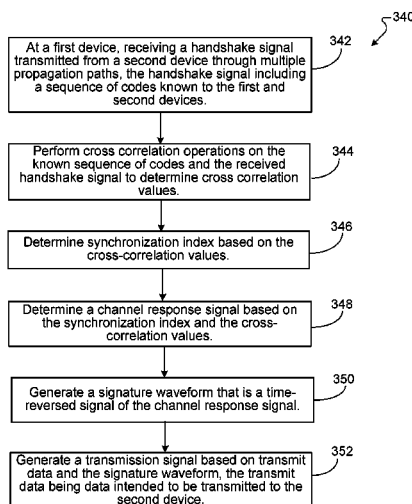 340
At a first device, receiving a handshake signal
transmitted from a second device through multiple
propagation paths, the handshake signal including
a sequence of codes known to the first and
second devices.
342
Perform cross correlation operations on
the known sequence of codes and the received
handshake signal to determine cross correlation
values.
344
Determine synchronization index based on the
cross-correlation values.
346
Determine a channel response signal based on
the synchronization index and the cross-
correlation values.
348
Generate a signature waveform that is a time-
reversed signal of the channel response signal.
350
Generate a transmission signal based on transmit
data and the signature waveform, the transmit
data being data intended to be transmitted to the
second device.
352